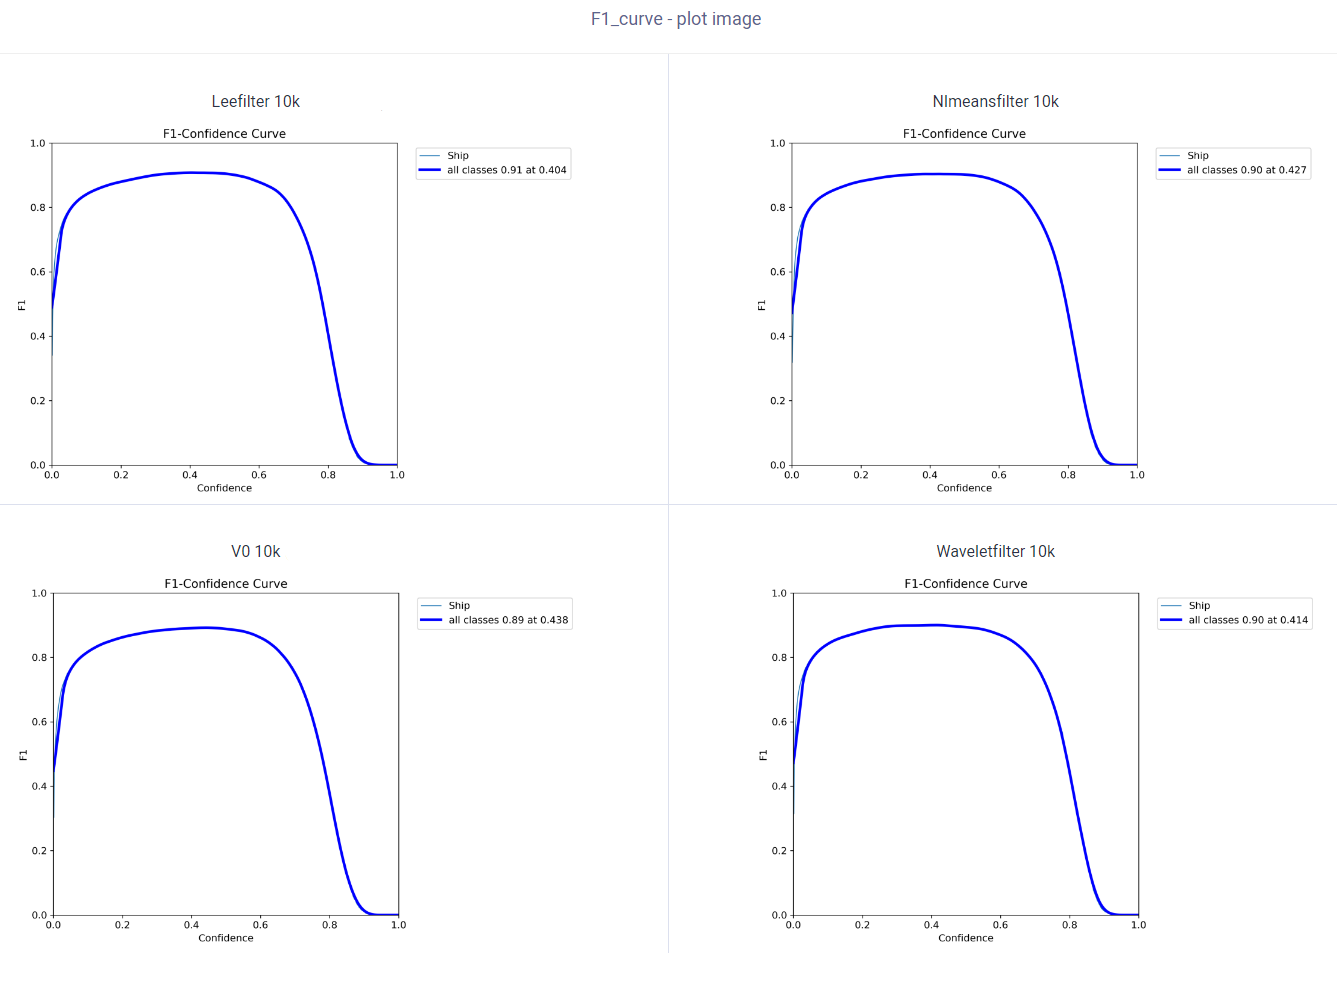 F1_curve - plot image
Leefilter 10k
F1-Confidence Curve
1.0
0.8
0.6
0.4
0.2
0.0
F1
0.0 0.2 0.4 0.6 0.8 1.0
Confidence
Ship
all classes 0.91 at 0.404
Nlmeansfilter 10k
F1-Confidence Curve
1.0
0.8
0.6
0.4
0.2
0.0
F1
0.0 0.2 0.4 0.6 0.8 1.0
Confidence
Ship
all classes 0.90 at 0.427
V0 10k
F1-Confidence Curve
1.0
0.8
0.6
0.4
0.2
0.0
F1
0.0 0.2 0.4 0.6 0.8 1.0
Confidence
Ship
all classes 0.89 at 0.438
Waveletfilter 10k
F1-Confidence Curve
1.0
0.8
0.6
0.4
0.2
0.0
F1
0.0 0.2 0.4 0.6 0.8 1.0
Confidence
Ship
all classes 0.90 at 0.414